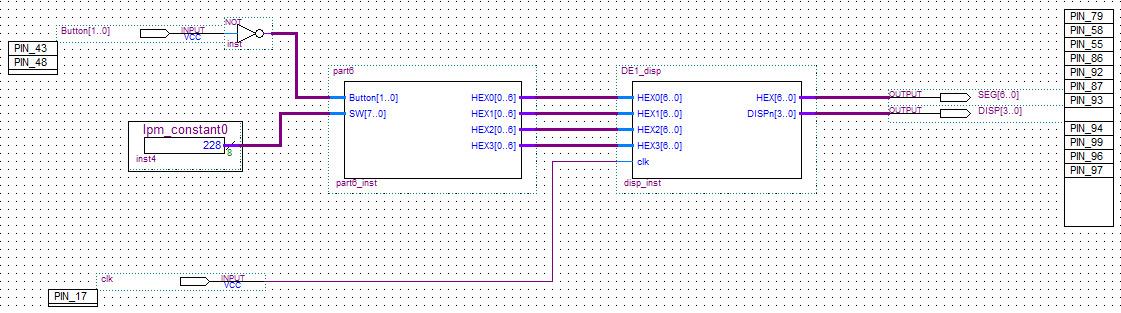 Button[1..0]
INPUT
VCC
NOT
inst
PIN_43
PIN_48
lpm_constant0
228
8
inst4
part6
Button[1..0]
SW[7..0]
HEX0[0..6]
HEX1[0..6]
HEX2[0..6]
HEX3[0..6]
part6_inst
DE1_disp
HEX0[6..0]
HEX1[6..0]
HEX2[6..0]
HEX3[6..0]
clk
HEX[6..0]
DISPn[3..0]
disp_inst
OUTPUT
SEG[6..0]
OUTPUT
DISP[3..0]
PIN_79
PIN_58
PIN_55
PIN_86
PIN_92
PIN_87
PIN_93
PIN_94
PIN_99
PIN_96
PIN_97
clk
INPUT
VCC
PIN_17